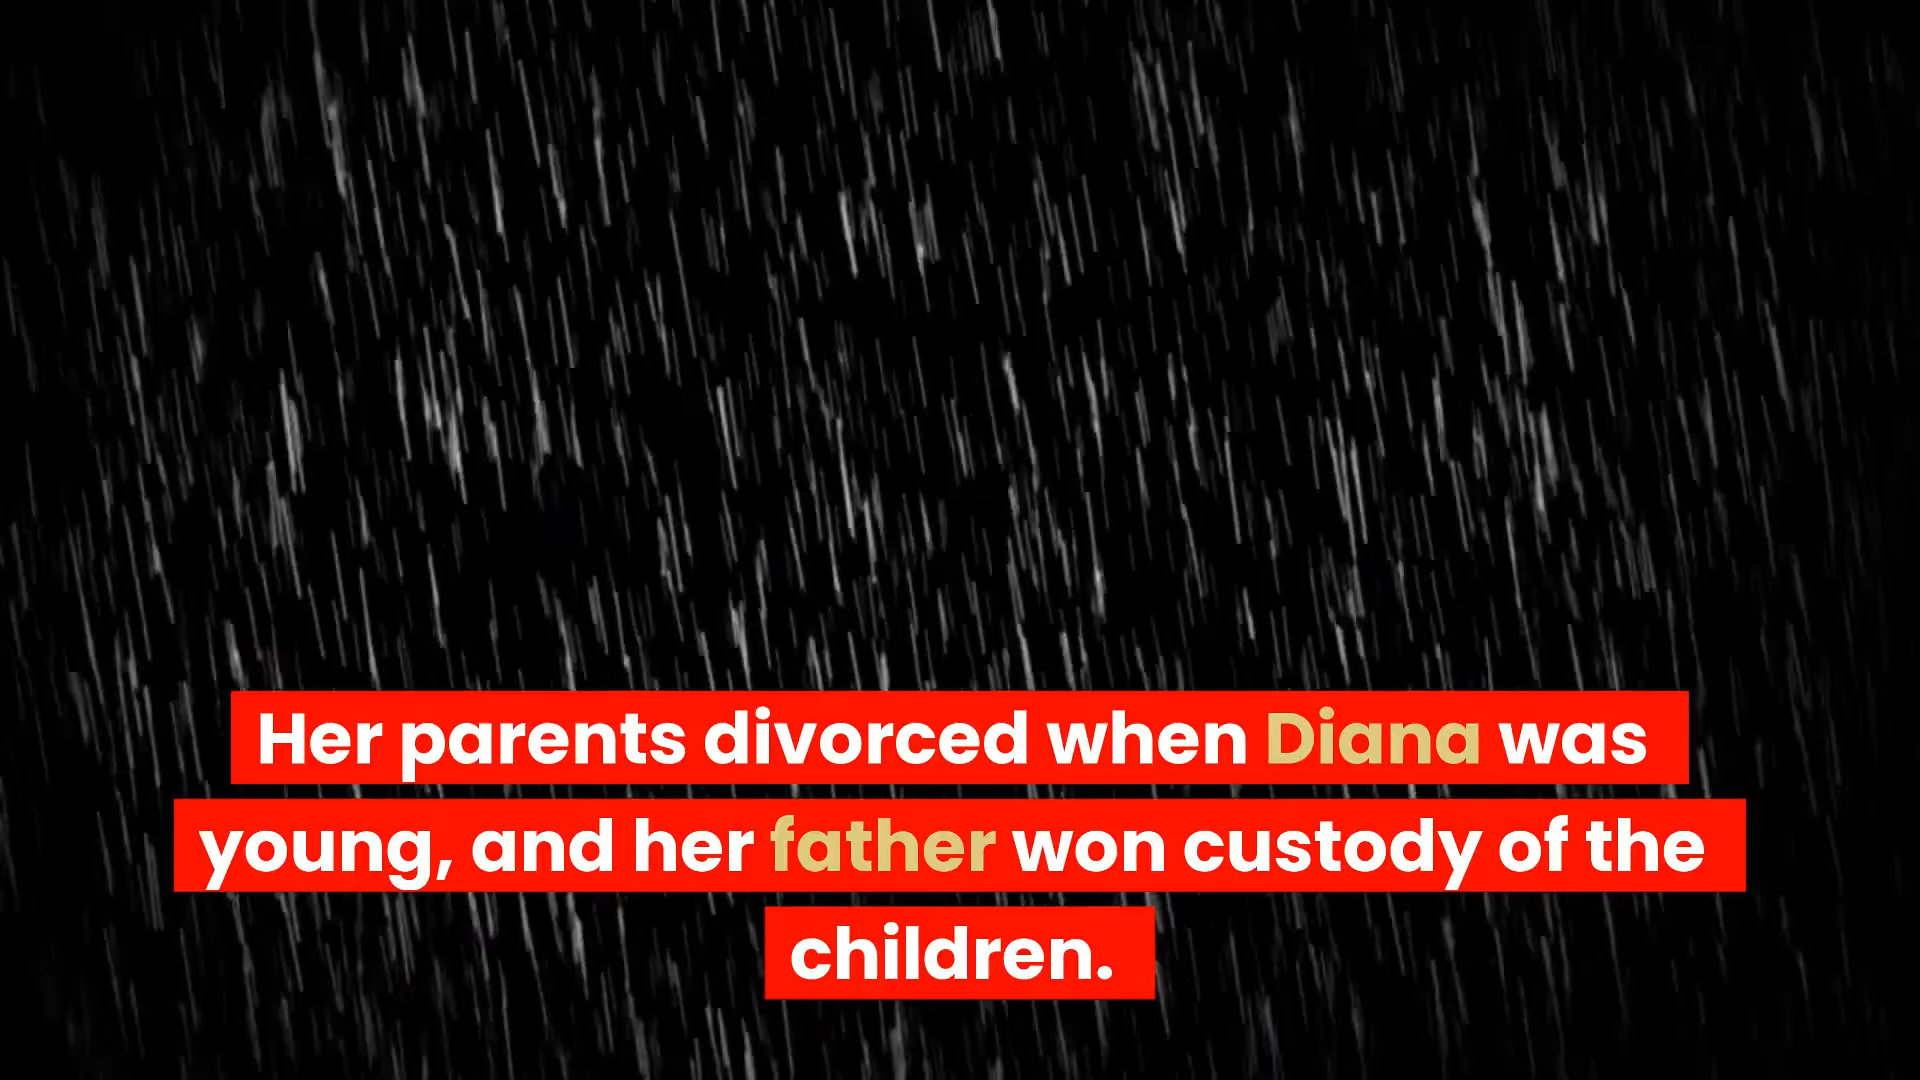 Her parents divorced when Diana was
young, and her father won custody of the
children.